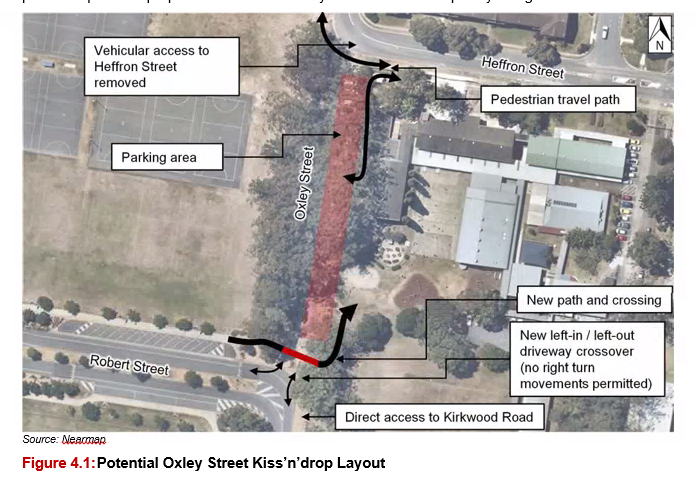 Vehicular access to
Heffron Street
removed
N
Heffron Street
Pedestrian travel path
Parking area
Oxley Street
New path and crossing
New left-in / left-out
driveway crossover
(no right turn
movements permitted)
Robert Street
Direct access to Kirkwood Road
Source: Nearmap
Figure 4.1: Potential Oxley Street Kiss’n’drop Layout